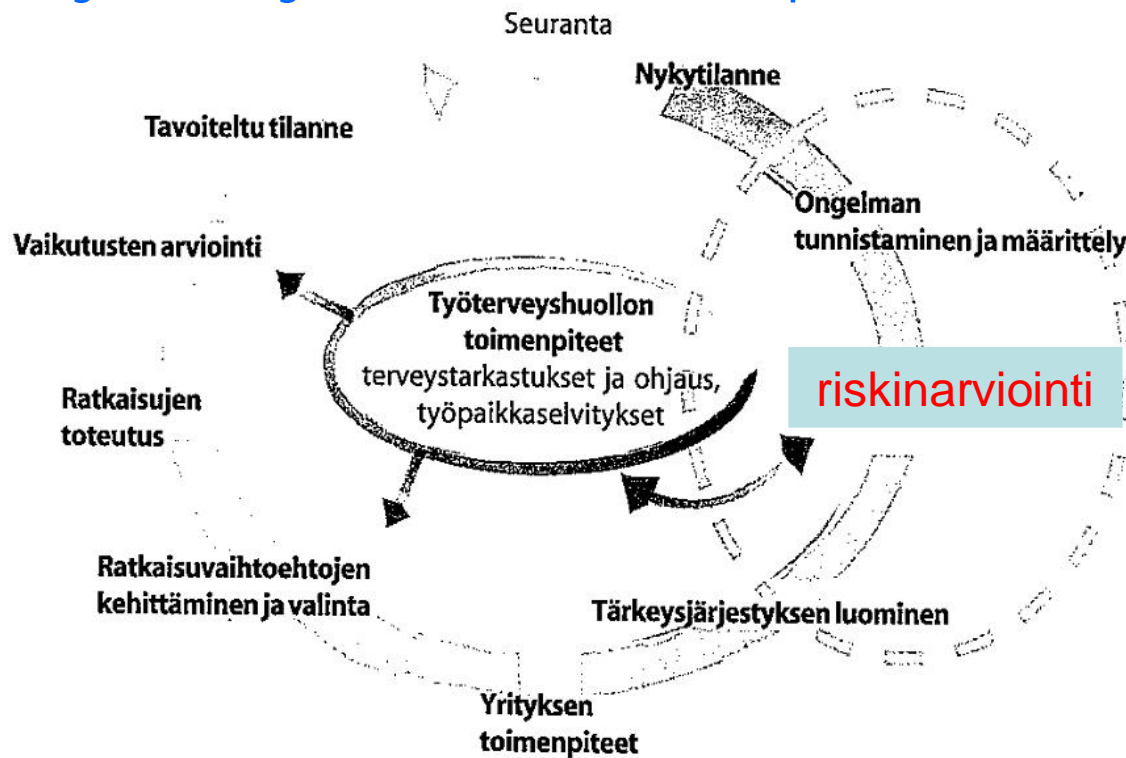 Seuranta
Nykytilanne
Tavoiteltu tilanne
Ongelman
tunnistaminen ja määrittely
Vaikutusten arviointi
Työterveyshuollon
toimenpiteet
terveystarkastukset ja ohjaus,
työpaikkaselvitykset
riskinarviointi
Ratkaisujen
toteutus
Ratkaisuvaihtoehtojen
kehittäminen ja valinta
Tärkeysjärjestyksen luominen
Yrityksen
toimenpiteet